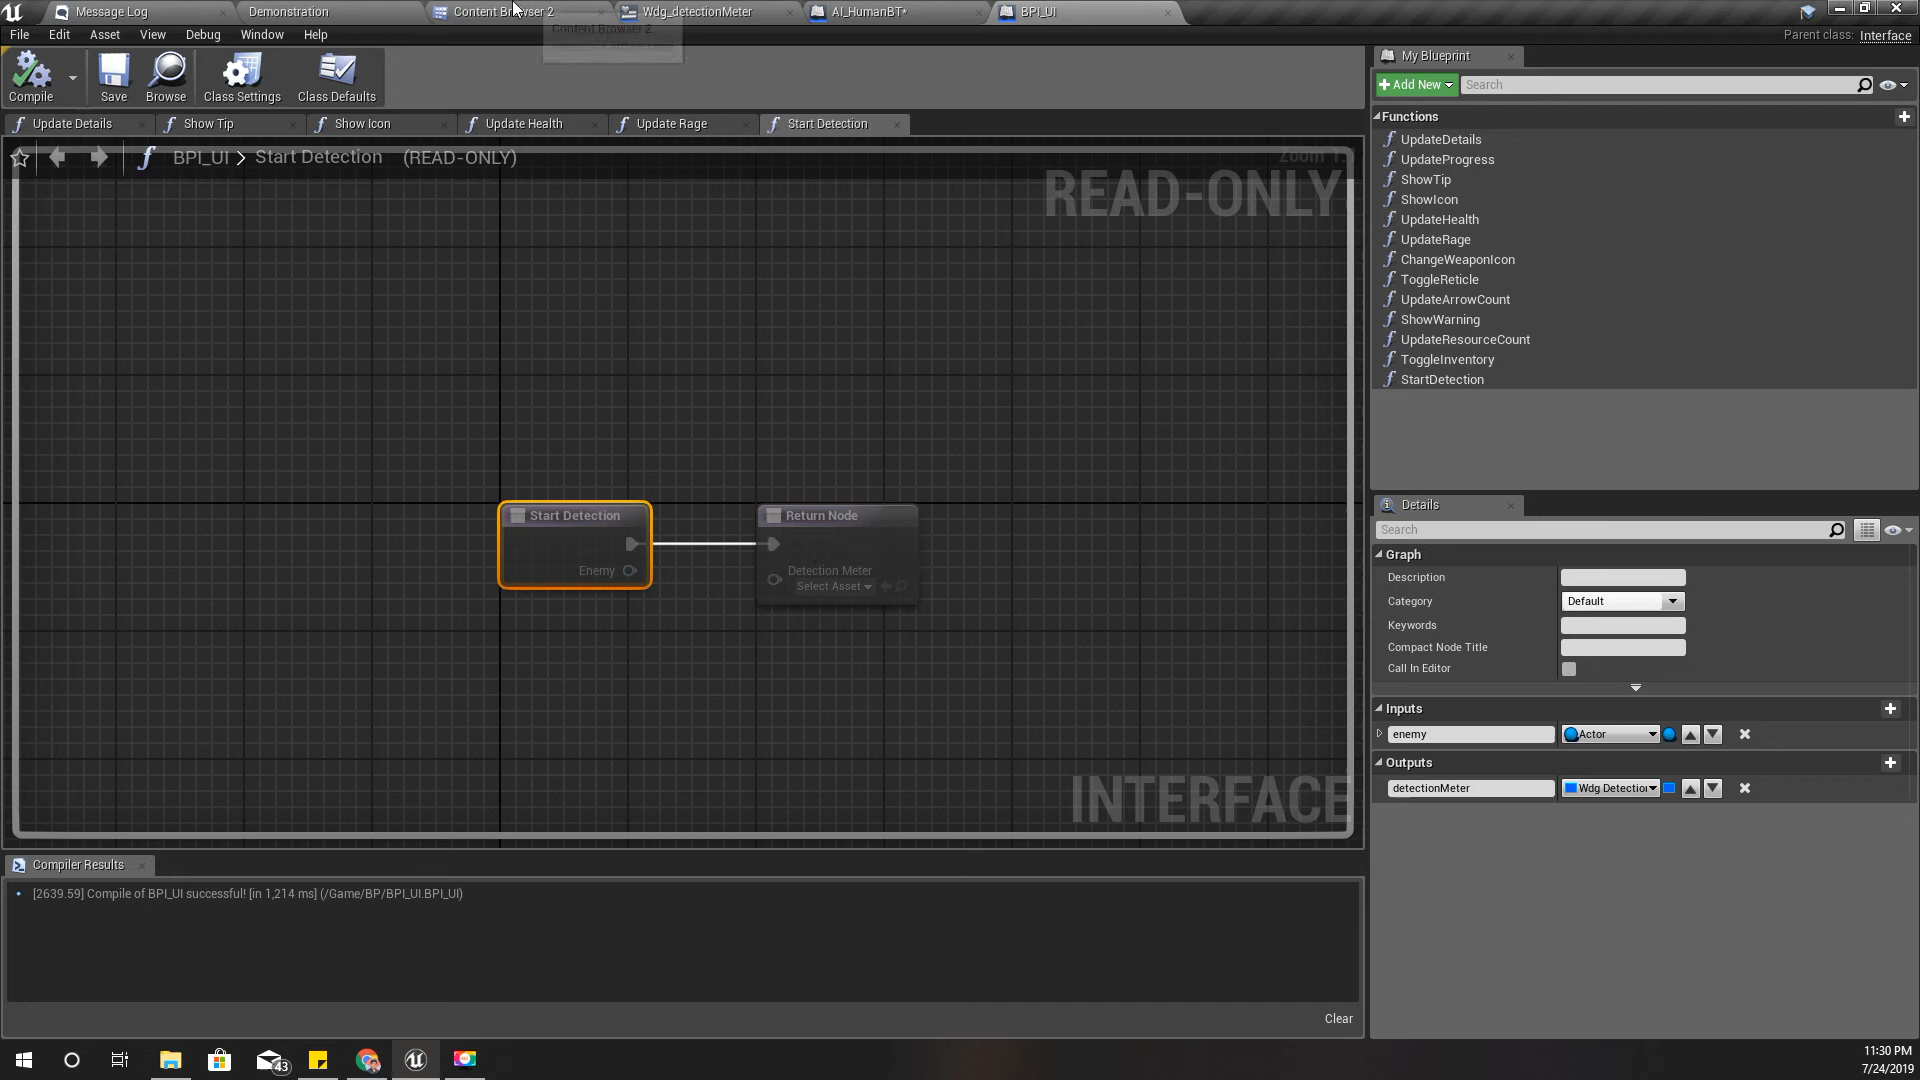 Message Log
Demonstration
Content Browser 2
Wdg_detectionMeter
AI_HumanBT*
BPI_UI
File Edit Asset View Debug Window Help
Content Browser 2
Parent class: Interface
Compile
Save
Browse
Class Settings
Class Defaults
My Blueprint
Add New
Search
Update Details
Show Tip
Show Icon
Update Health
Update Rage
Start Detection
BPI_UI > Start Detection (READ-ONLY)
READ-ONLY
Start Detection
Enemy
Return Node
Detection Meter
Select Asset
INTERFACE
Functions
UpdateDetails
UpdateProgress
ShowTip
ShowIcon
UpdateHealth
UpdateRage
ChangeWeaponIcon
ToggleReticle
UpdateArrowCount
ShowWarning
UpdateResourceCount
ToggleInventory
StartDetection
Details
Search
Graph
Description
Category Default
Keywords
Compact Node Title
Call In Editor
Inputs
enemy Actor
Outputs
detectionMeter Wdg Detection
Compiler Results
[2639.59] Compile of BPI_UI successful! [in 1,214 ms] (/Game/BP/BPI_UI.BPI_UI)
Clear
43
11:30 PM
7/24/2019